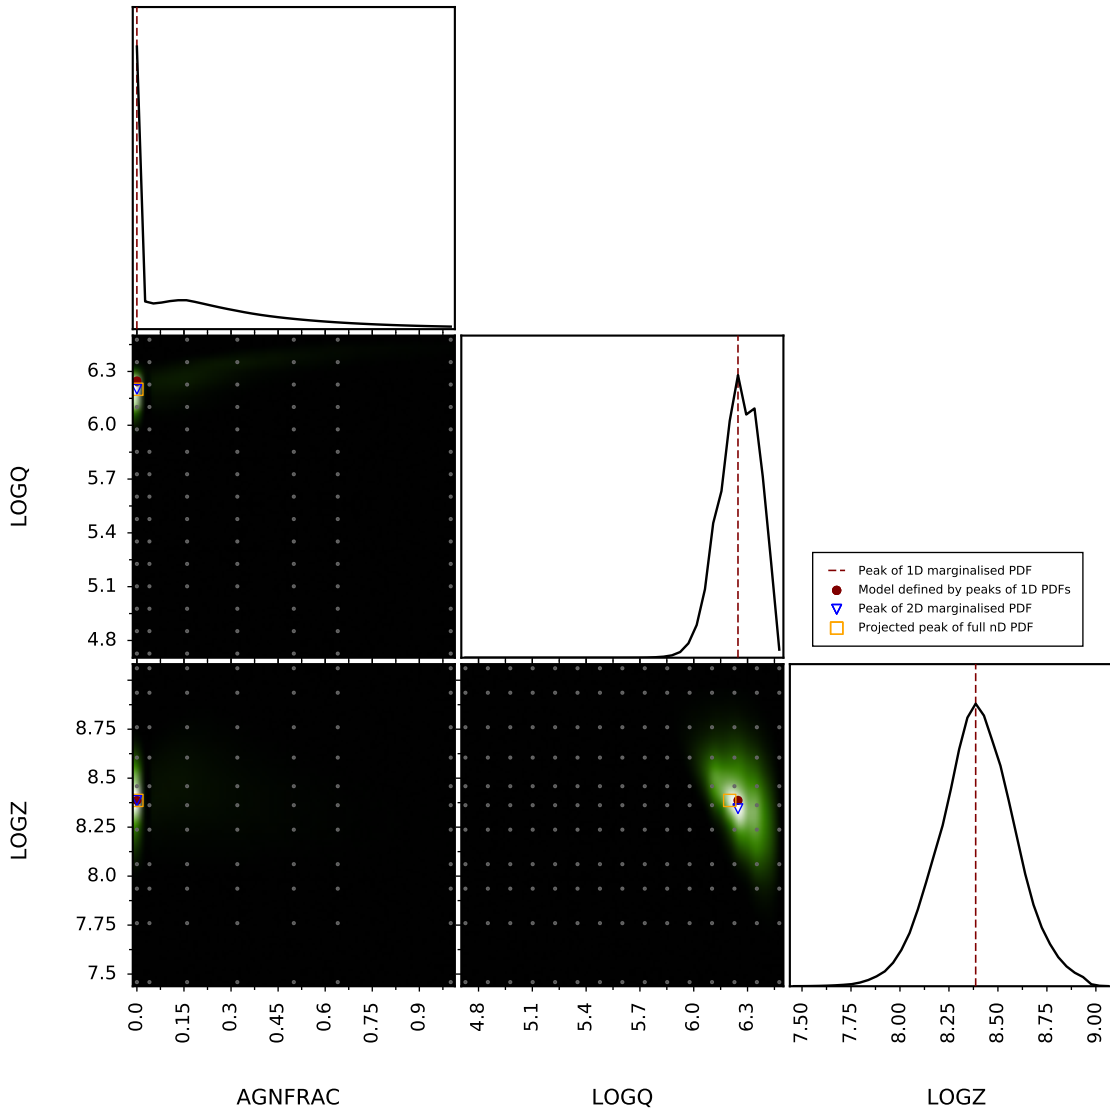 6.3
6.0
5.7
5.4
5.1
4.8
LOGQ
Peak of 1D marginalised PDF
Model defined by peaks of 1D PDFs
Peak of 2D marginalised PDF
Projected peak of full nD PDF
8.75
8.5
8.25
8.0
7.75
7.5
LOGZ
0.0 0.15 0.3 0.45 0.6 0.75 0.9
4.8 5.1 5.4 5.7 6.0 6.3
7.50 7.75 8.00 8.25 8.50 8.75 9.00
AGNFRAC LOGQ LOGZ